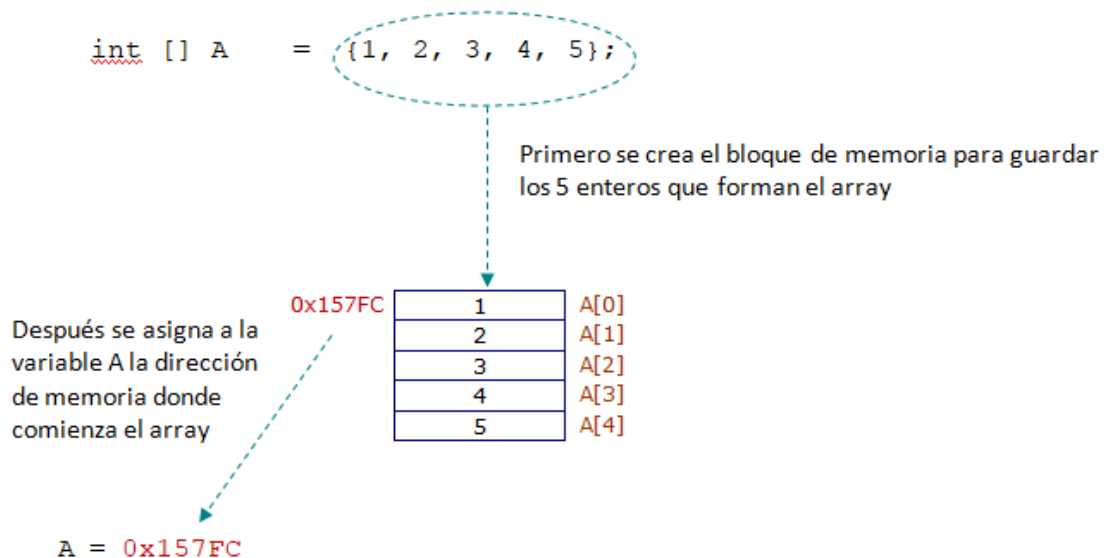 int [] A = {1, 2, 3, 4, 5};
Primero se crea el bloque de memoria para guardar
los 5 enteros que forman el array
0x157FC 1 A[0]
2 A[1]
3 A[2]
4 A[3]
5 A[4]
Después se asigna a la
variable A la dirección
de memoria donde
comienza el array
A = 0x157FC